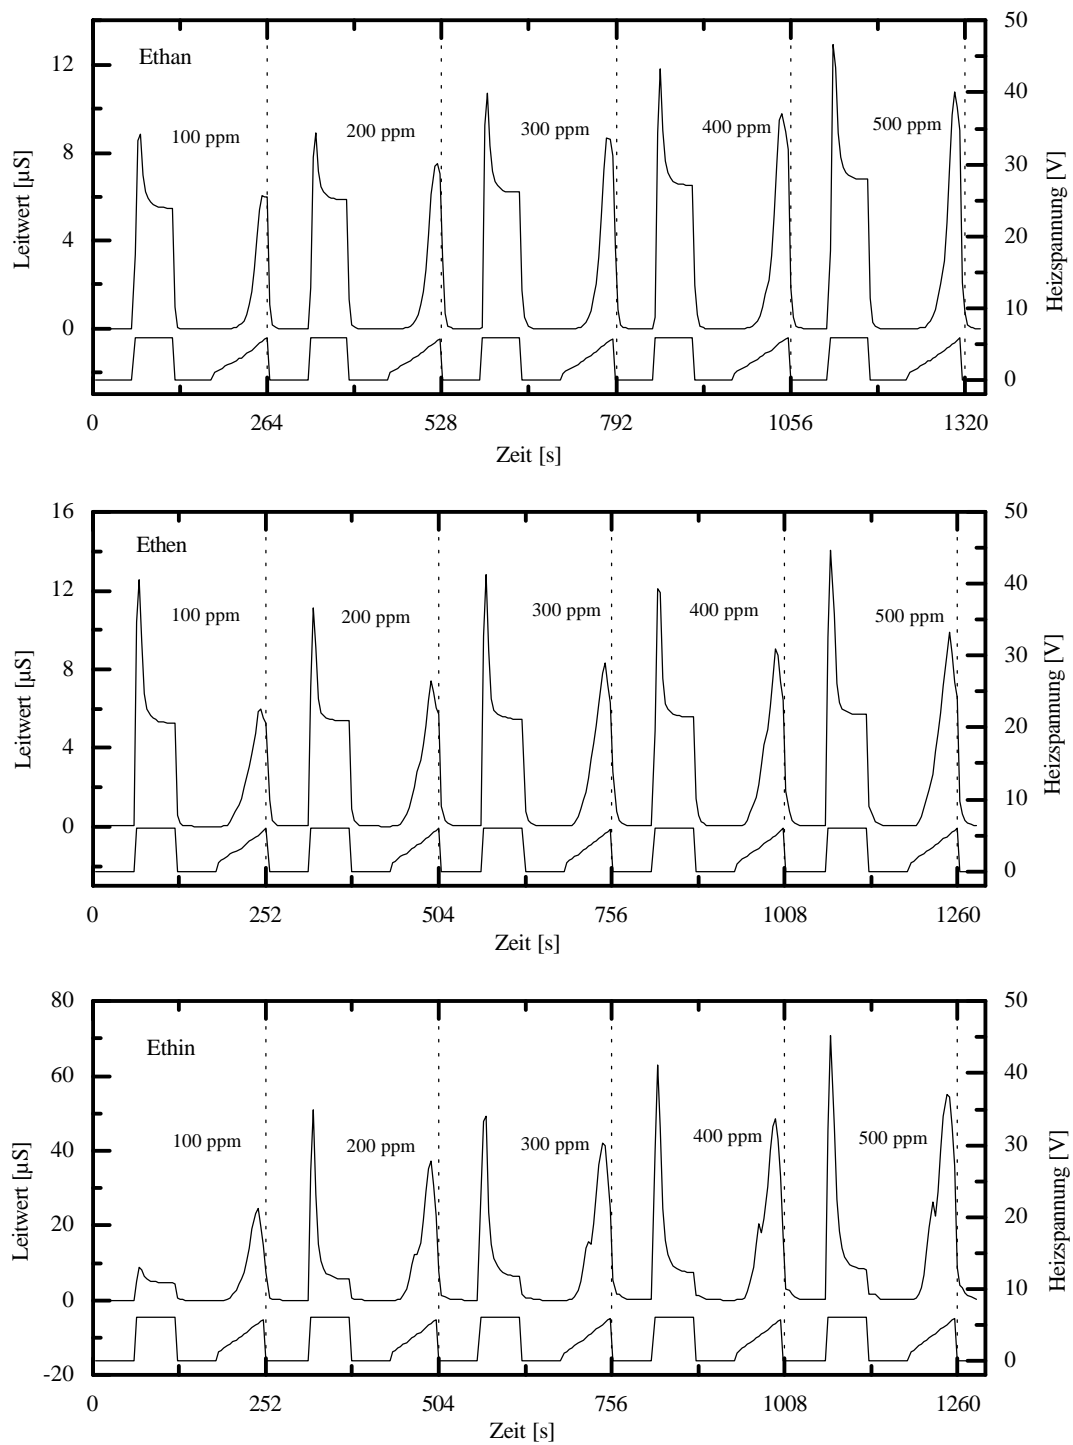 50
Ethan
12
40
100 ppm
200 ppm
300 ppm
400 ppm
500 ppm
8
30
Leitwert [µS]
Heizspannung [V]
4
20
0
10
0
0
264
528
792
1056
1320
Zeit [s]
16
50
Ethen
12
40
100 ppm
200 ppm
300 ppm
400 ppm
500 ppm
8
30
Leitwert [µS]
Heizspannung [V]
4
20
0
10
0
0
252
504
756
1008
1260
Zeit [s]
80
50
Ethin
60
40
100 ppm
200 ppm
300 ppm
400 ppm
500 ppm
40
30
Leitwert [µS]
Heizspannung [V]
20
20
0
10
-20
0
0
252
504
756
1008
1260
Zeit [s]